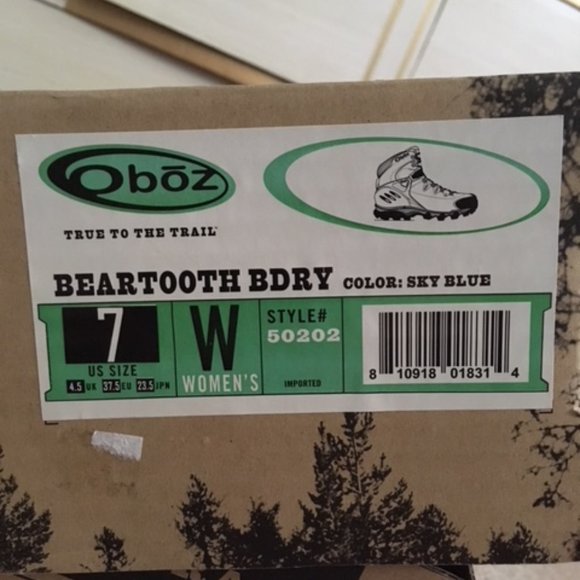 Oboz
TRUE TO THE TRAIL
BEARTOOTH BDRY COLOR: SKY BLUE
7
US SIZE
4.5 UK 37.5 EU 23.5 JPN
W
WOMEN'S
STYLE#
50202
IMPORTED
8 10918 01831 4